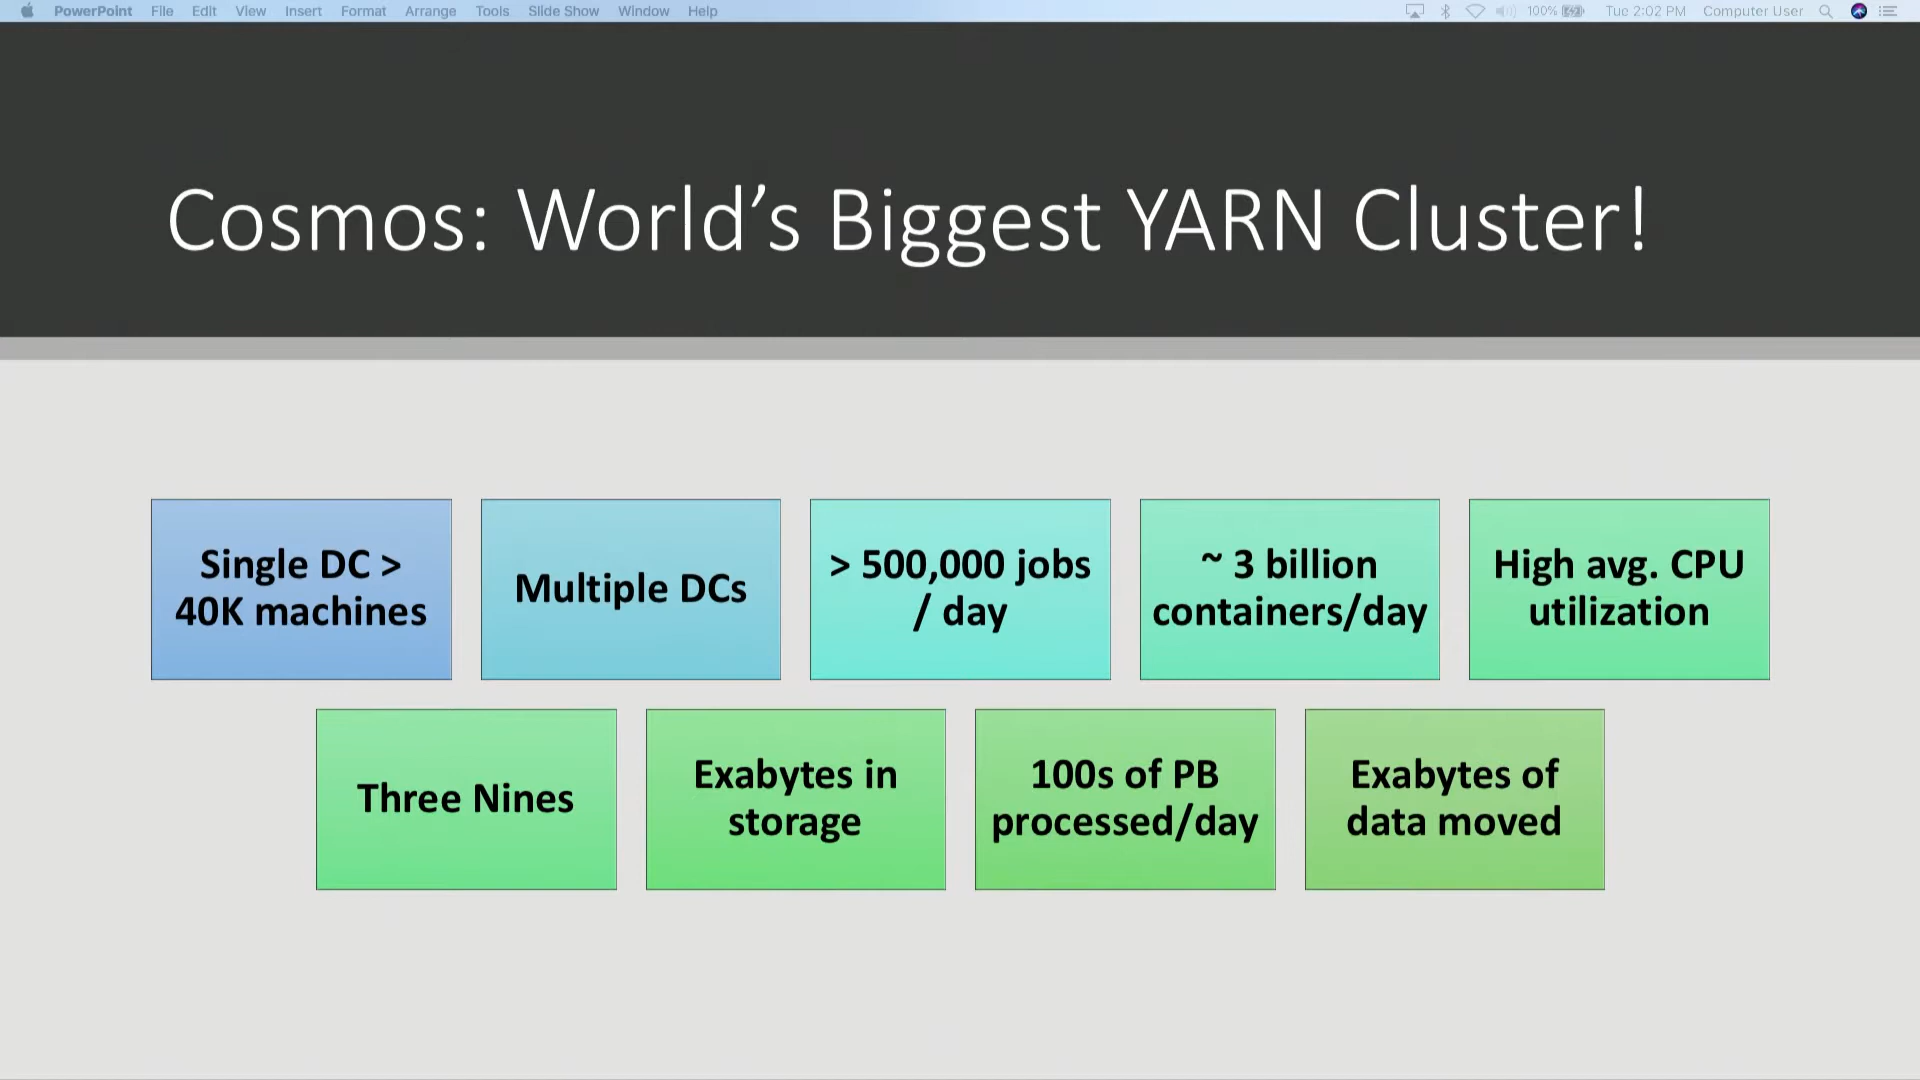 PowerPoint File Edit View Insert Format Arrange Tools Slide Show Window Help 100% Tue 2:02 PM Computer User
Cosmos: World’s Biggest YARN Cluster!
Single DC >
40K machines
Multiple DCs
> 500,000 jobs
/ day
~ 3 billion
containers/day
High avg. CPU
utilization
Three Nines
Exabytes in
storage
100s of PB
processed/day
Exabytes of
data moved